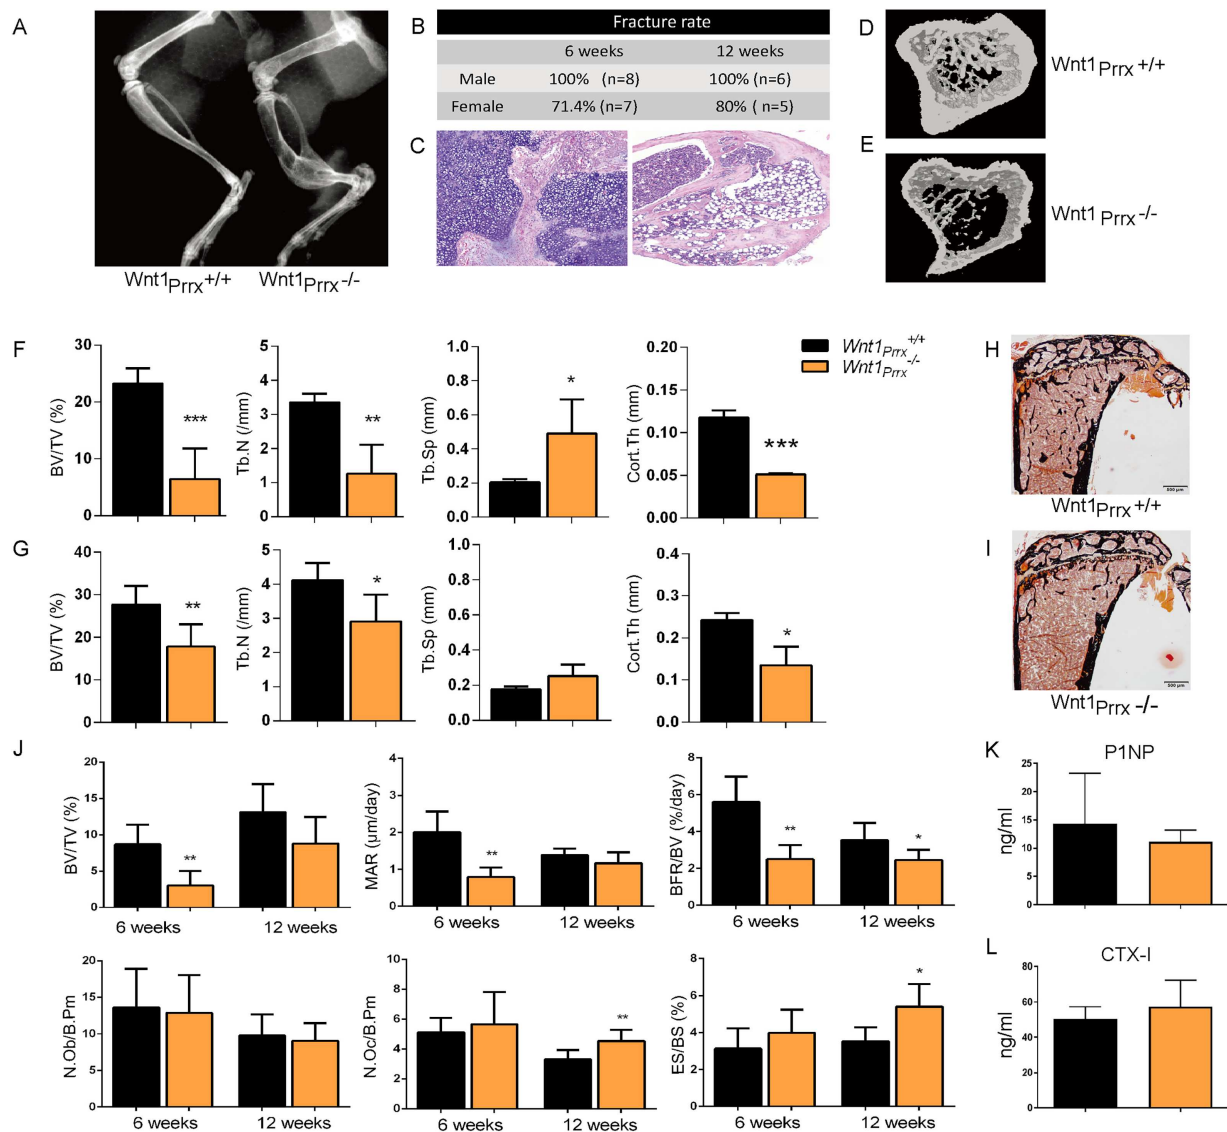 A
Wnt1Prrx+/+ Wnt1Prrx-/-
B
Fracture rate
6 weeks 12 weeks
Male 100% (n=8) 100% (n=6)
Female 71.4% (n=7) 80% ( n=5)
C
D
Wnt1Prrx+/+
E
Wnt1Prrx-/-
F
BV/TV (%)
30
20
10
0
***
Tb.N (/mm)
5
4
3
2
1
0
**
Tb.Sp (mm)
1.0
0.8
0.6
0.4
0.2
0.0
*
Cort.Th (mm)
0.20
0.15
0.10
0.05
0.00
***
Wnt1Prrx+/+
Wnt1Prrx-/-
G
BV/TV (%)
40
30
20
10
0
**
Tb.N (/mm)
5
4
3
2
1
0
*
Tb.Sp (mm)
1.0
0.8
0.6
0.4
0.2
0.0
Cort.Th (mm)
0.4
0.3
0.2
0.1
0.0
*
H
500 µm
Wnt1Prrx+/+
I
500 µm
Wnt1Prrx-/-
J
BV/TV (%)
20
15
10
5
0
**
6 weeks 12 weeks
MAR (µm/day)
4
3
2
1
0
**
6 weeks 12 weeks
BFR/BV (%/day)
8
6
4
2
0
** *
6 weeks 12 weeks
N.Ob/B.Pm
20
15
10
5
0
6 weeks 12 weeks
N.Oc/B.Pm
10
8
6
4
2
0
**
6 weeks 12 weeks
ES/BS (%)
8
6
4
2
0
*
6 weeks 12 weeks
K
P1NP
ng/ml
25
20
15
10
5
0
L
CTX-I
ng/ml
80
60
40
20
0